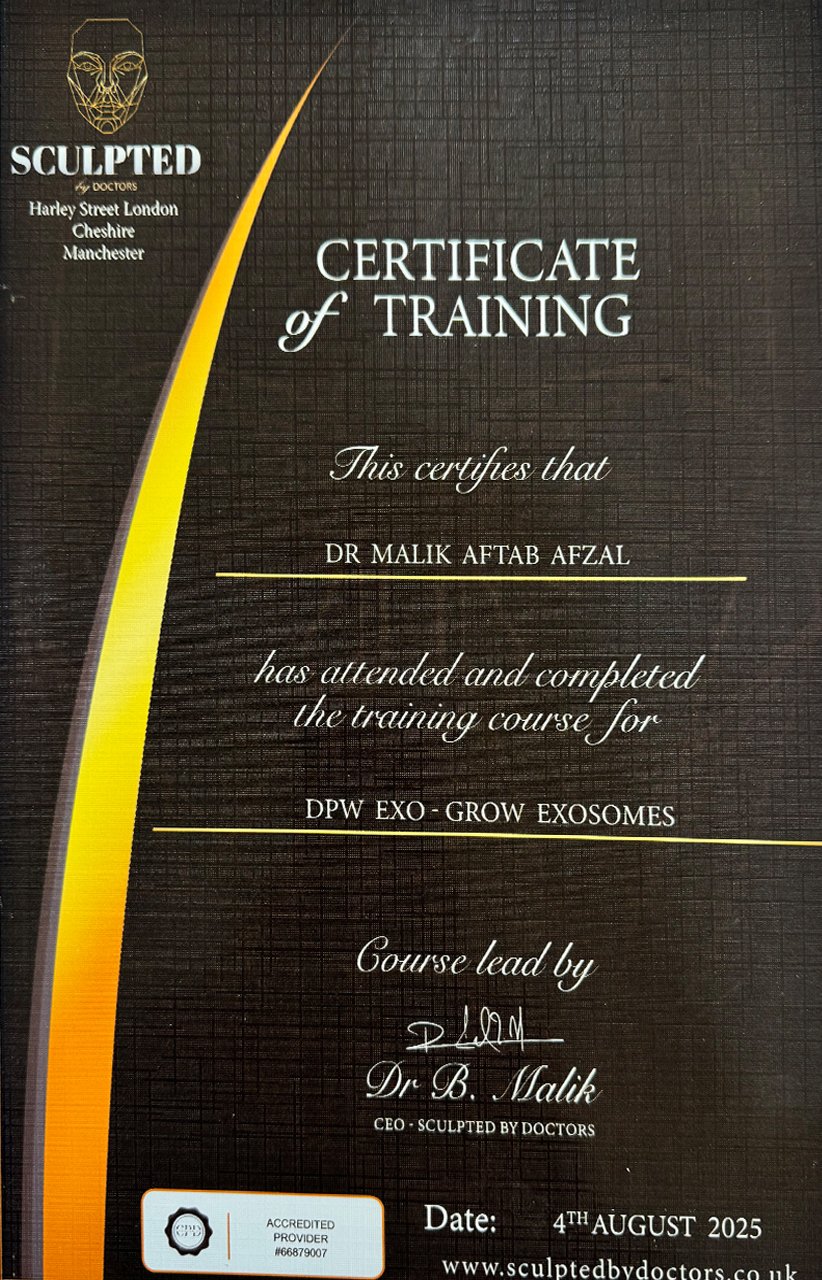 SCULPTED
by DOCTORS
Harley Street London
Cheshire
Manchester
CERTIFICATE
of TRAINING
This certifies that
DR MALIK AFTAB AFZAL
has attended and completed
the training course for
DPW EXO - GROW EXOSOMES
Course lead by
Dr B. Malik
CEO - SCULPTED BY DOCTORS
CPD
ACCREDITED
PROVIDER
#66879007
Date: 4TH AUGUST 2025
www.sculptedbydoctors.co.uk